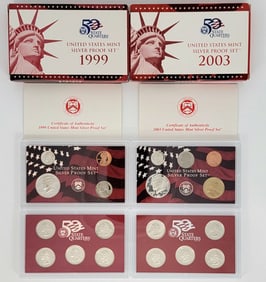 50
STATE
QUARTERS
UNITED STATES MINT
SILVER PROOF SET
1999
50
STATE
QUARTERS
UNITED STATES MINT
SILVER PROOF SET
2003
Certificate of Authenticity
1999 United States Mint Silver Proof Set
Certificate of Authenticity
2003 United States Mint Silver Proof Set
UNITED STATES MINT
SILVER PROOF SET
UNITED STATES MINT
SILVER PROOF SET
50
STATE
QUARTERS
50
STATE
QUARTERS